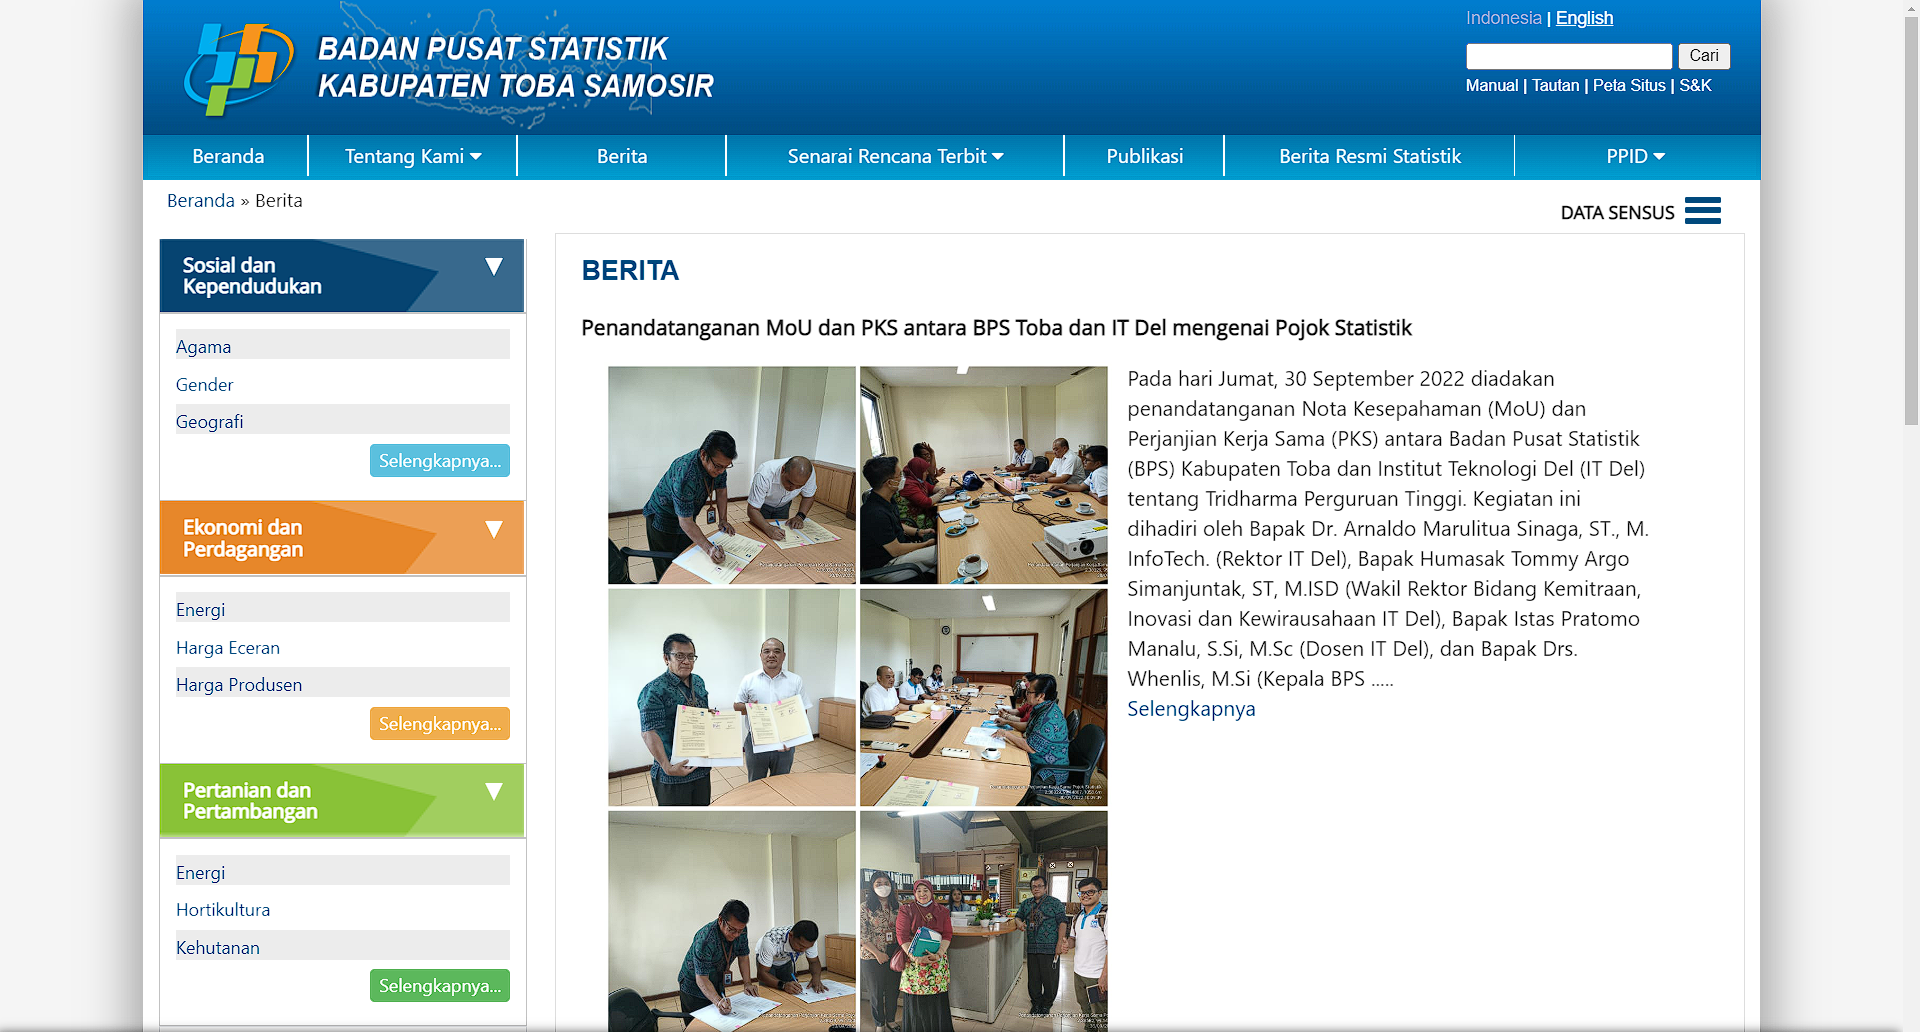 BADAN PUSAT STATISTIK
KABUPATEN TOBA SAMOSIR
Indonesia | English
Cari
Manual | Tautan | Peta Situs | S&K
Beranda
Tentang Kami
Berita
Senarai Rencana Terbit
Publikasi
Berita Resmi Statistik
PPID
Beranda » Berita
DATA SENSUS
Sosial dan
Kependudukan
Agama
Gender
Geografi
Selengkapnya...
Ekonomi dan
Perdagangan
Energi
Harga Eceran
Harga Produsen
Selengkapnya...
Pertanian dan
Pertambangan
Energi
Hortikultura
Kehutanan
Selengkapnya...
BERITA
Penandatanganan MoU dan PKS antara BPS Toba dan IT Del mengenai Pojok Statistik
Pada hari Jumat, 30 September 2022 diadakan
penandatanganan Nota Kesepahaman (MoU) dan
Perjanjian Kerja Sama (PKS) antara Badan Pusat Statistik
(BPS) Kabupaten Toba dan Institut Teknologi Del (IT Del)
tentang Tridharma Perguruan Tinggi. Kegiatan ini
dihadiri oleh Bapak Dr. Arnaldo Marulitua Sinaga, ST., M.
InfoTech. (Rektor IT Del), Bapak Humasak Tommy Argo
Simanjuntak, ST, M.ISD (Wakil Rektor Bidang Kemitraan,
Inovasi dan Kewirausahaan IT Del), Bapak Istas Pratomo
Manalu, S.Si, M.Sc (Dosen IT Del), dan Bapak Drs.
Whenlis, M.Si (Kepala BPS .....
Selengkapnya